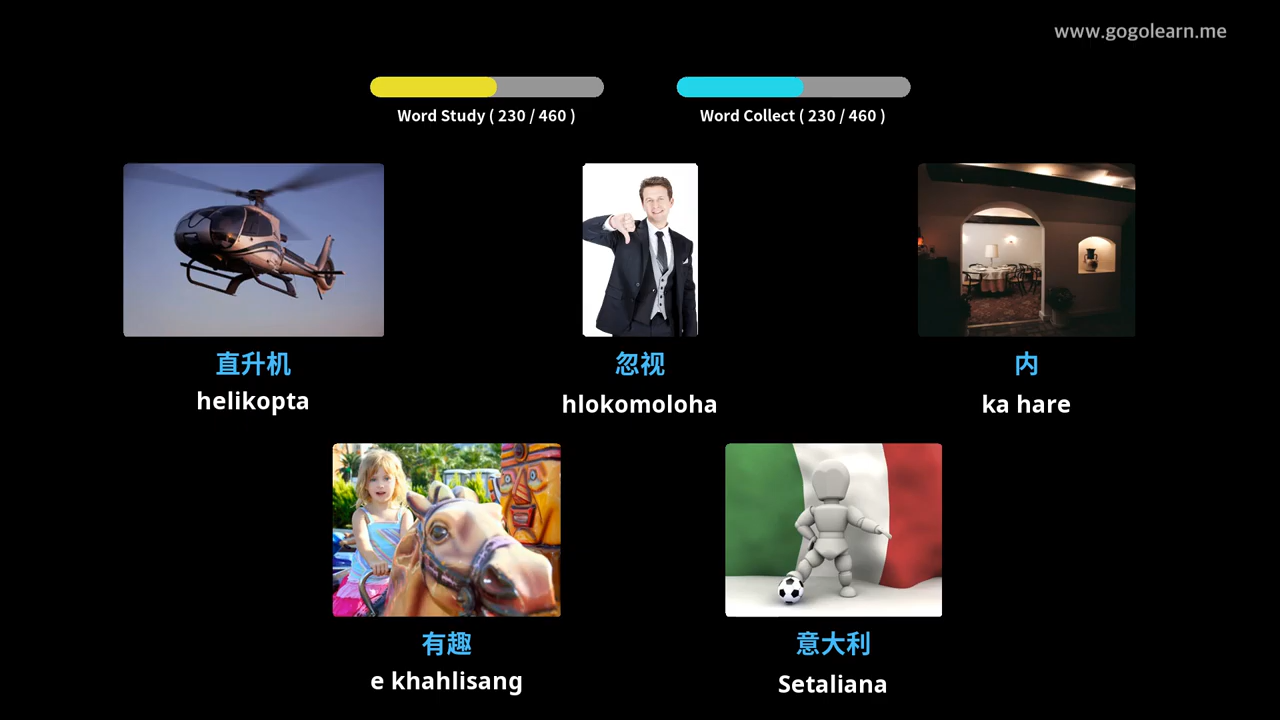 www.gogolearn.me
Word Study ( 230 / 460 )
Word Collect ( 230 / 460 )
直升机
helikopta
忽视
hlokomoloha
内
ka hare
有趣
e khahlisang
意大利
Setaliana